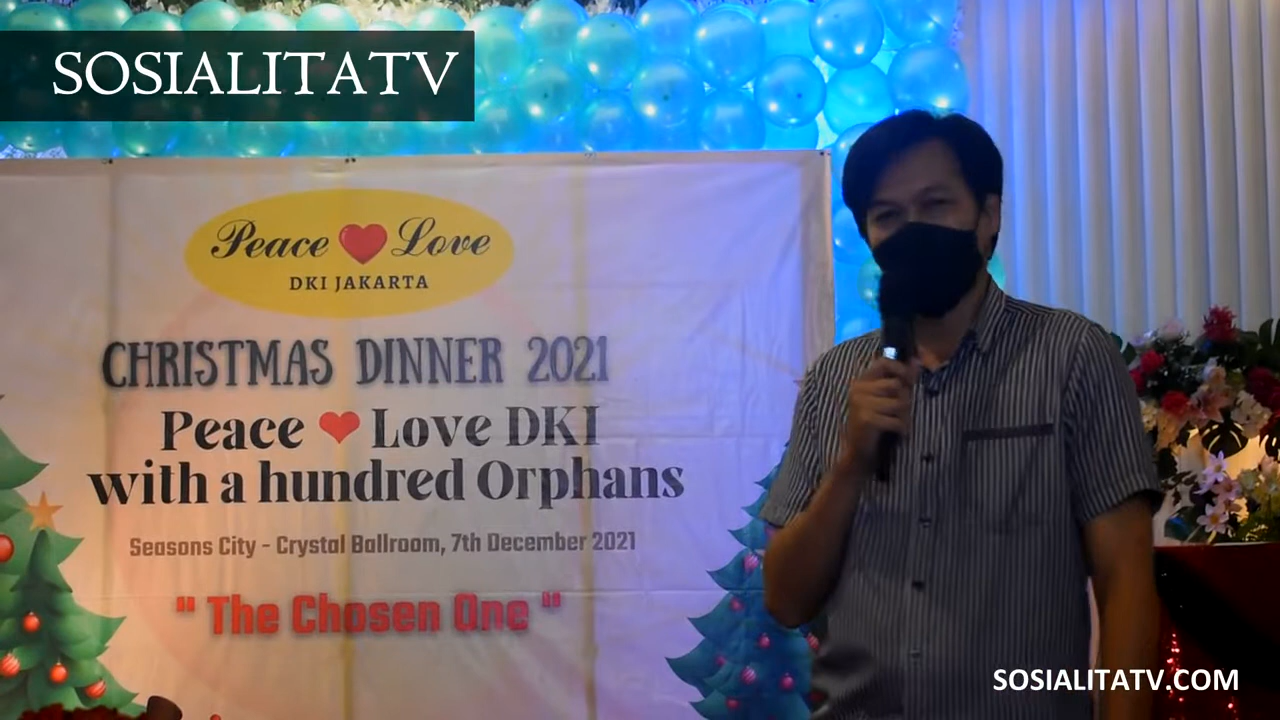 SOSIALITATV
Peace Love
DKI JAKARTA
CHRISTMAS DINNER 2021
Peace Love DKI
with a hundred Orphans
Seasons City - Crystal Ballroom, 7th December 2021
" The Chosen One "
SOSIALITATV.COM